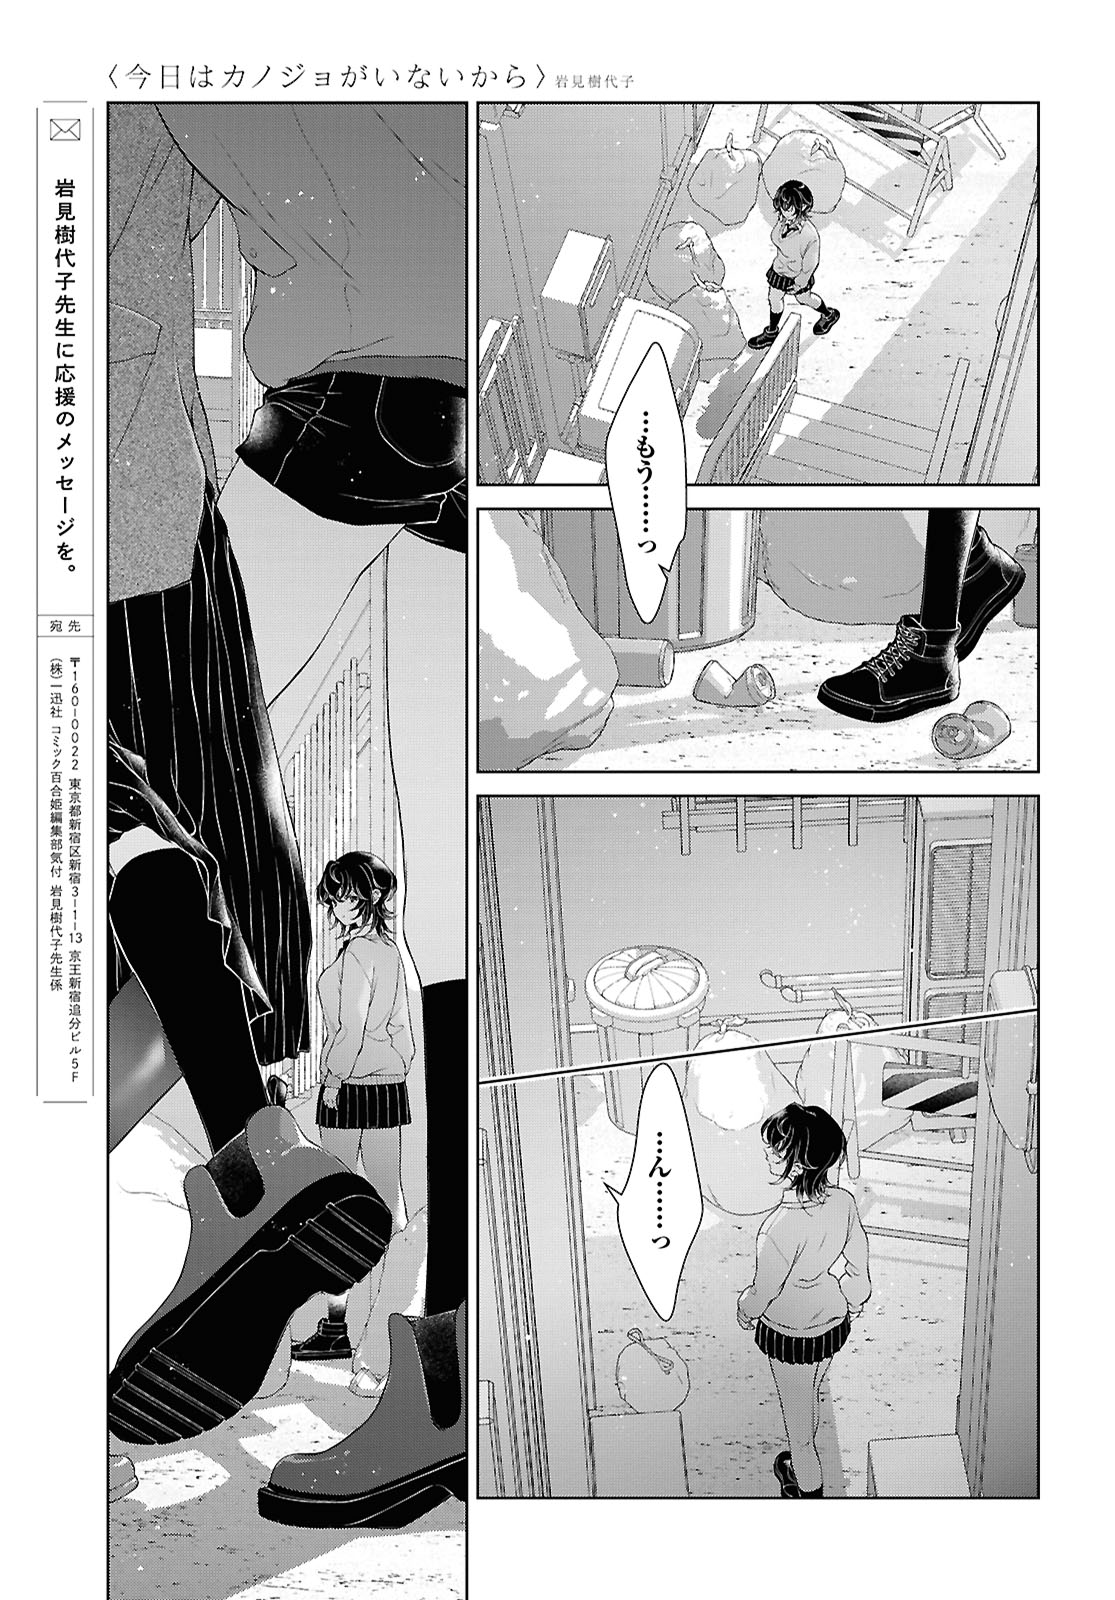 〈今日はカノジョがいないから〉岩見樹代子
…もう……っ
…ん……っ
岩見樹代子先生に応援のメッセージを。
宛先
〒160-0022 東京都新宿区新宿3-1-13 京王新宿追分ビル5F
(株)一迅社 コミック百合姫編集部気付 岩見樹代子先生係